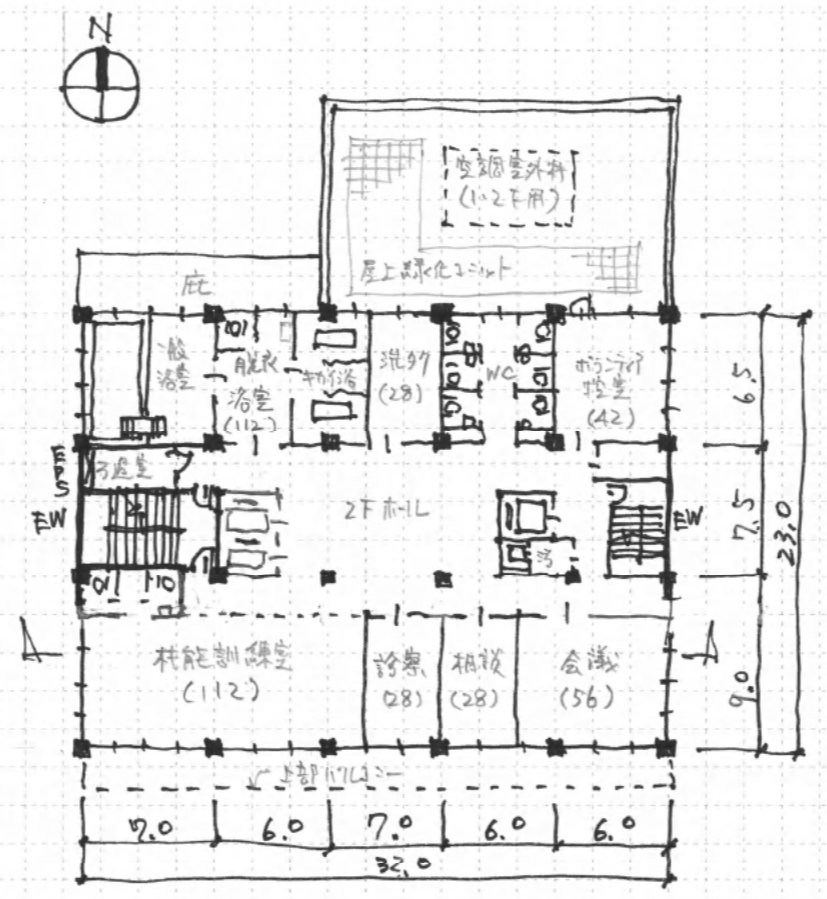 N
空調室外機
(1・2F用)
屋上緑化ユニット
庇
一般
浴室
脱衣
浴室
(112)
キカイ浴
洗タク
(28)
WC
ボランティア
控室
(42)
EPS
EW
2Fホール
汚
EW
機能訓練室
(112)
診察
(28)
相談
(28)
会議
(56)
上部バルコニー
7.0
6.0
7.0
6.0
6.0
32.0
6.5
7.5
9.0
23.0